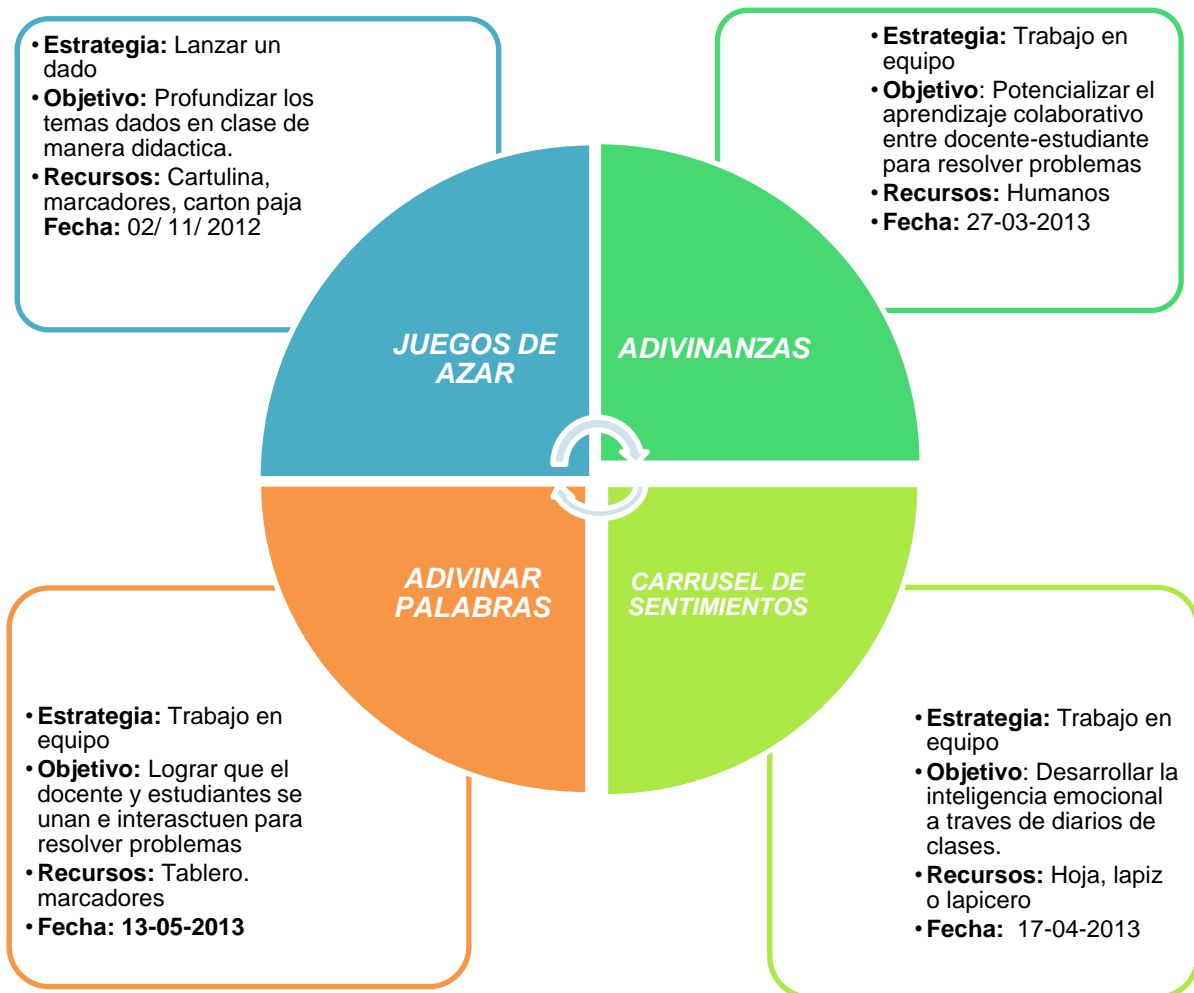 • Estrategia: Lanzar un
dado
• Objetivo: Profundizar los
temas dados en clase de
manera didactica.
• Recursos: Cartulina,
marcadores, carton paja
Fecha: 02/ 11/ 2012
• Estrategia: Trabajo en
equipo
• Objetivo: Potencializar el
aprendizaje colaborativo
entre docente-estudiante
para resolver problemas
• Recursos: Humanos
• Fecha: 27-03-2013
JUEGOS DE
AZAR
ADIVINANZAS
ADIVINAR
PALABRAS
CARRUSEL DE
SENTIMIENTOS
• Estrategia: Trabajo en
equipo
• Objetivo: Lograr que el
docente y estudiantes se
unan e interasctuen para
resolver problemas
• Recursos: Tablero.
marcadores
• Fecha: 13-05-2013
• Estrategia: Trabajo en
equipo
• Objetivo: Desarrollar la
inteligencia emocional
a traves de diarios de
clases.
• Recursos: Hoja, lapiz
o lapicero
• Fecha: 17-04-2013